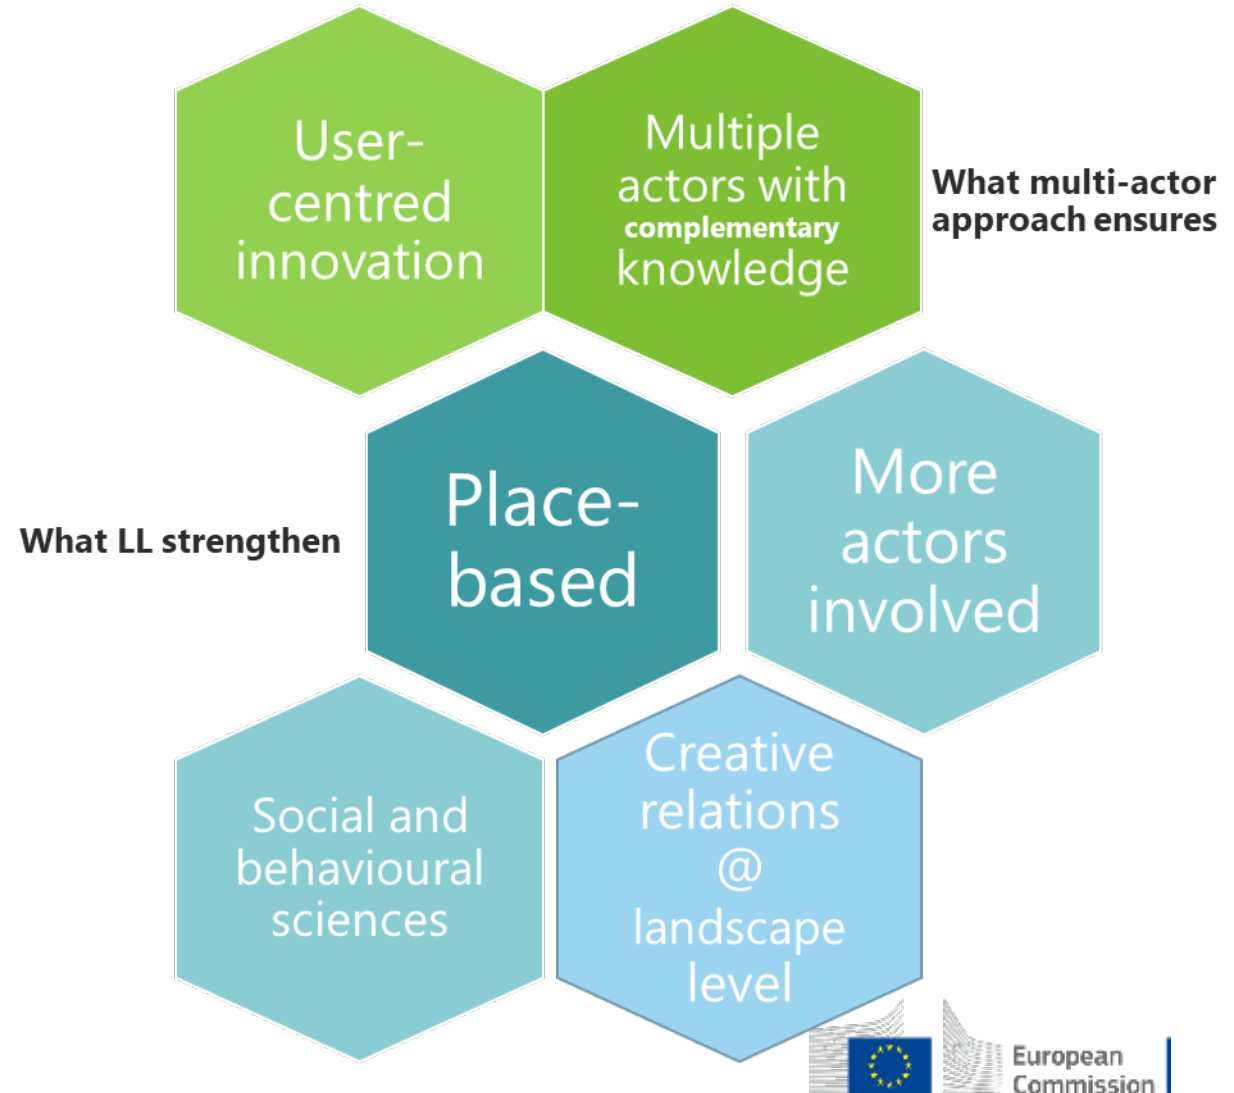 User-
centred
innovation
Multiple
actors with
complementary
knowledge
What multi-actor
approach ensures
What LL strengthen
Place-
based
More
actors
involved
Social and
behavioural
sciences
Creative
relations
@
landscape
level
European
Commission